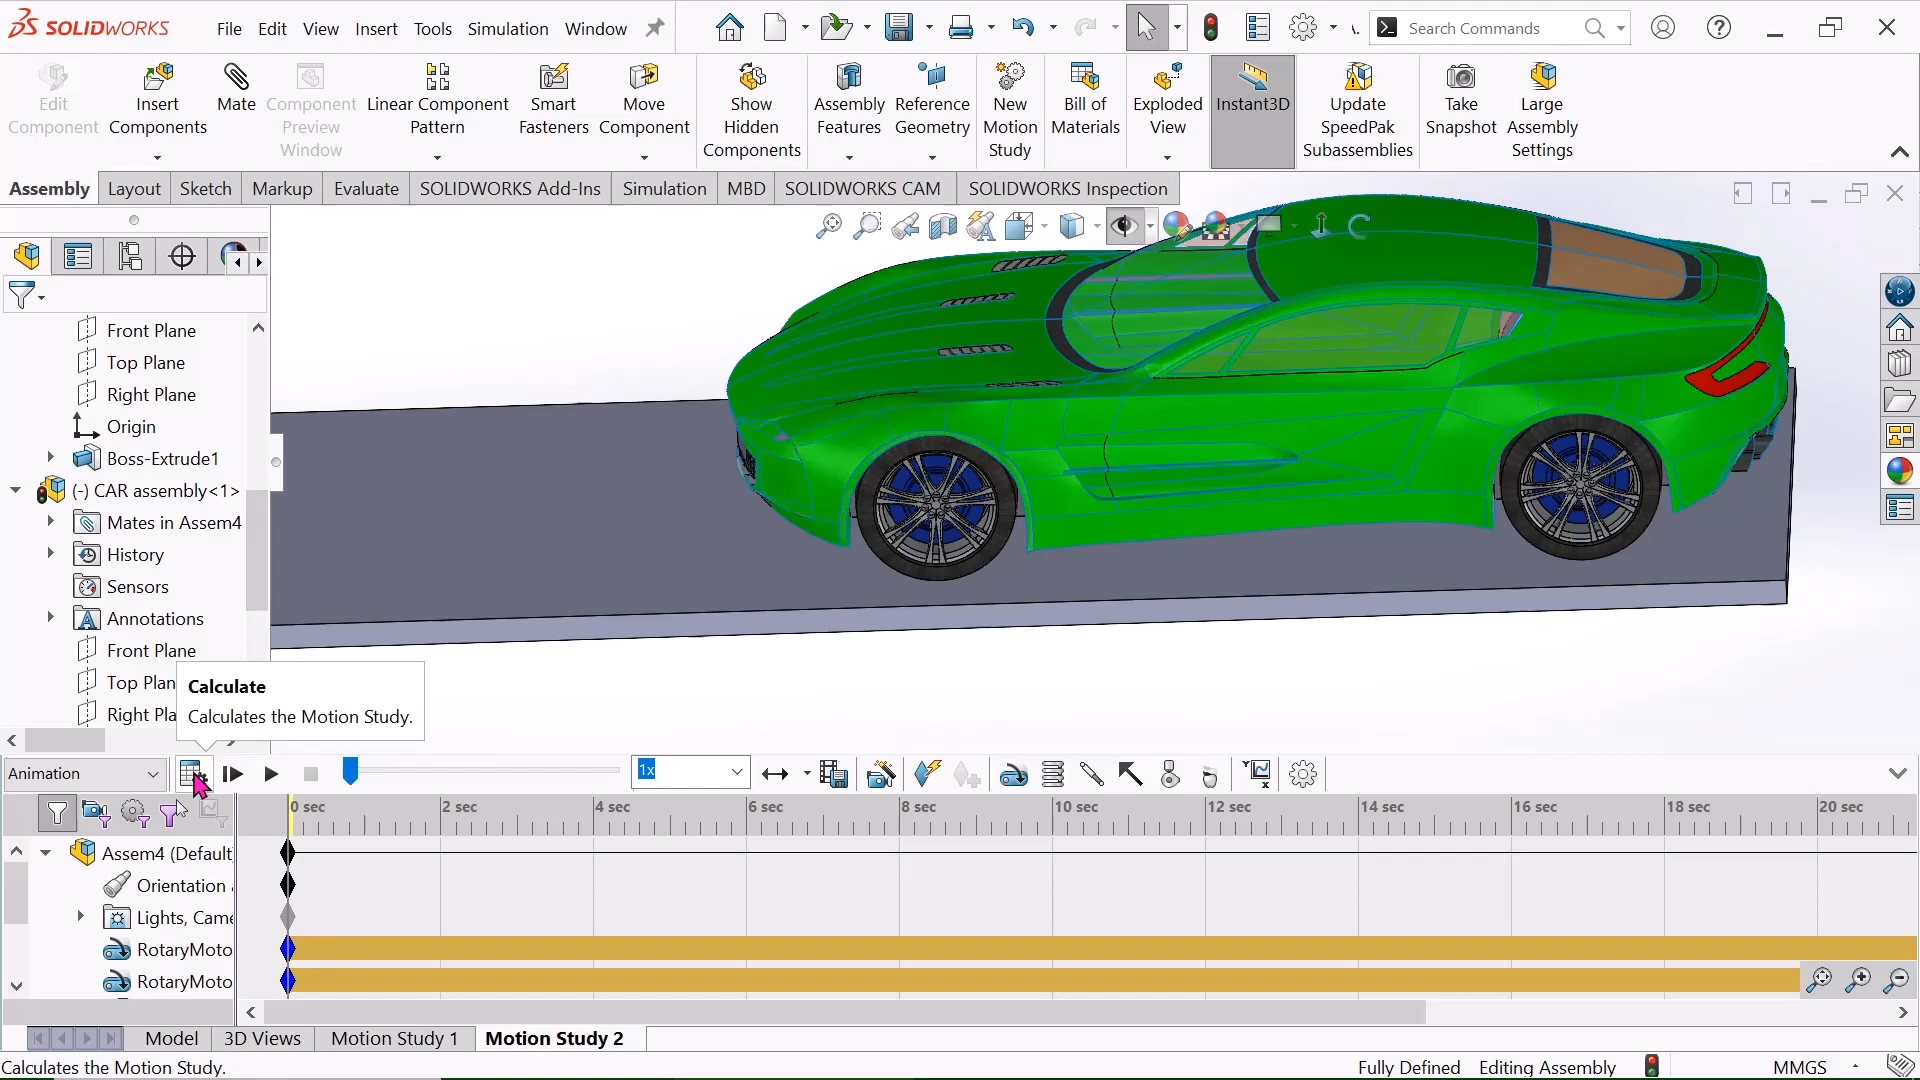 SOLIDWORKS
File Edit View Insert Tools Simulation Window
Search Commands
Edit Component
Insert Components
Mate
Component Preview Window
Linear Component Pattern
Smart Fasteners
Move Component
Show Hidden Components
Assembly Features
Reference Geometry
New Motion Study
Bill of Materials
Exploded View
Instant3D
Update SpeedPak Subassemblies
Take Snapshot
Large Assembly Settings
Assembly Layout Sketch Markup Evaluate SOLIDWORKS Add-Ins Simulation MBD SOLIDWORKS CAM SOLIDWORKS Inspection
Front Plane
Top Plane
Right Plane
Origin
Boss-Extrude1
(-) CAR assembly<1>
Mates in Assem4
History
Sensors
Annotations
Front Plane
Top Plan
Right Pla
Calculate
Calculates the Motion Study.
Animation
1x
0 sec 2 sec 4 sec 6 sec 8 sec 10 sec 12 sec 14 sec 16 sec 18 sec 20 sec
Assem4 (Default
Orientation
Lights, Came
RotaryMoto
RotaryMoto
Model 3D Views Motion Study 1 Motion Study 2
Calculates the Motion Study.
Fully Defined Editing Assembly MMGS